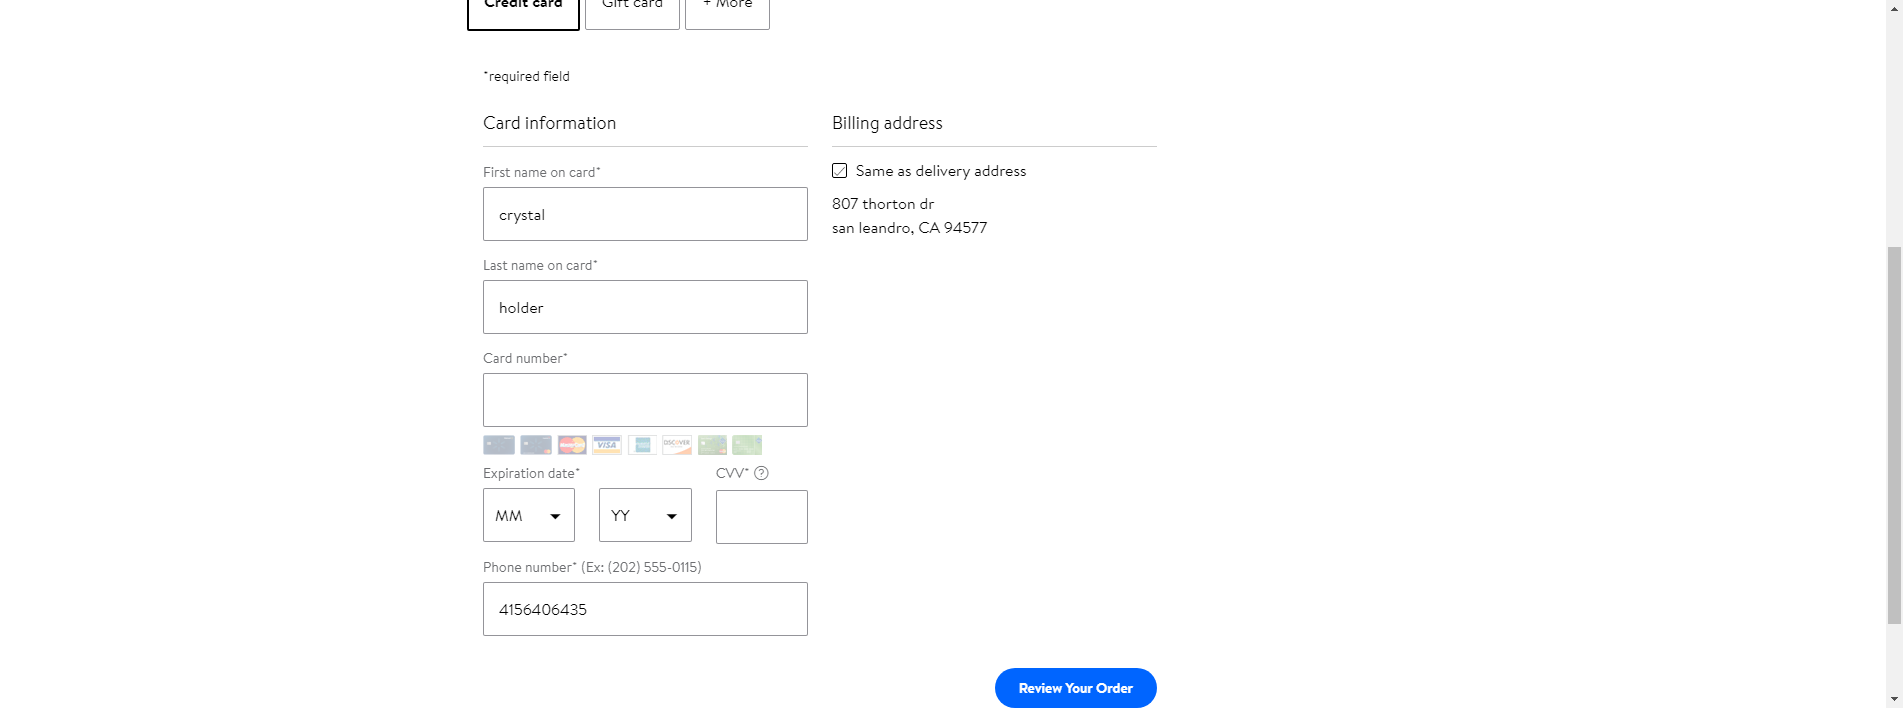 Credit card
Gift card
+ More
*required field
Card information
Billing address
First name on card*
crystal
Same as delivery address
807 thorton dr
san leandro, CA 94577
Last name on card*
holder
Card number*
VISA
DISCOVER
Expiration date*
CVV* ?
MM
YY
Phone number* (Ex: (202) 555-0115)
4156406435
Review Your Order